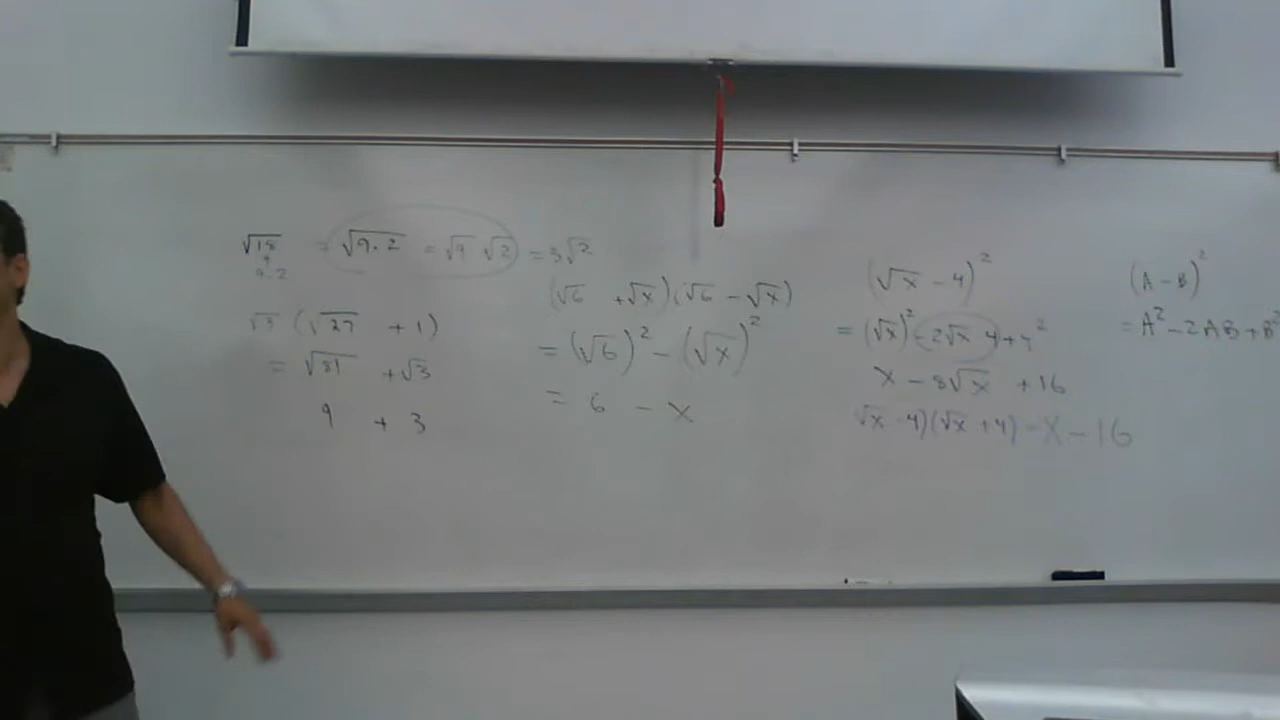 √18 = √9·2 = √9 √2 = 3√2
9·2
√3 (√27 + 1)
= √81 + √3
9 + 3
(√6 + √x)(√6 − √x)
= (√6)² − (√x)²
= 6 − x
(√x − 4)²
= (√x)² − 2√x 4 + 4²
x − 8√x + 16
√x − 4)(√x + 4) = x − 16
(A − B)²
= A² − 2AB + B²